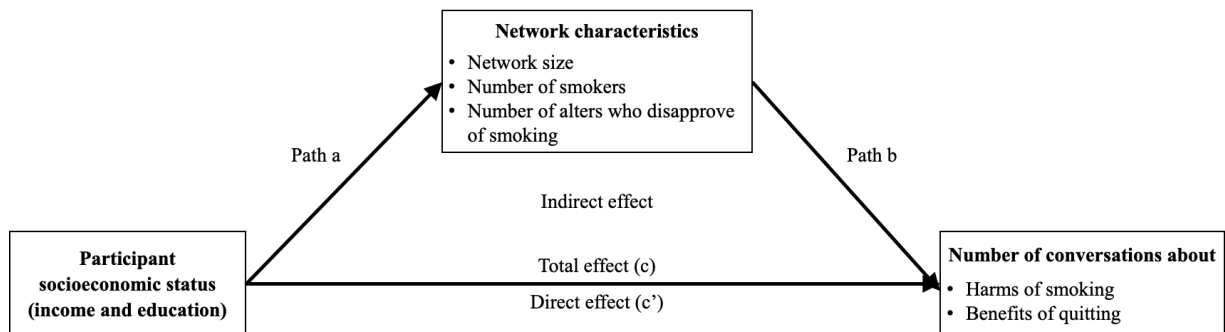 Network characteristics
• Network size
• Number of smokers
• Number of alters who disapprove
of smoking
Path a
Path b
Indirect effect
Participant
socioeconomic status
(income and education)
Total effect (c)
Direct effect (c’)
Number of conversations about
• Harms of smoking
• Benefits of quitting